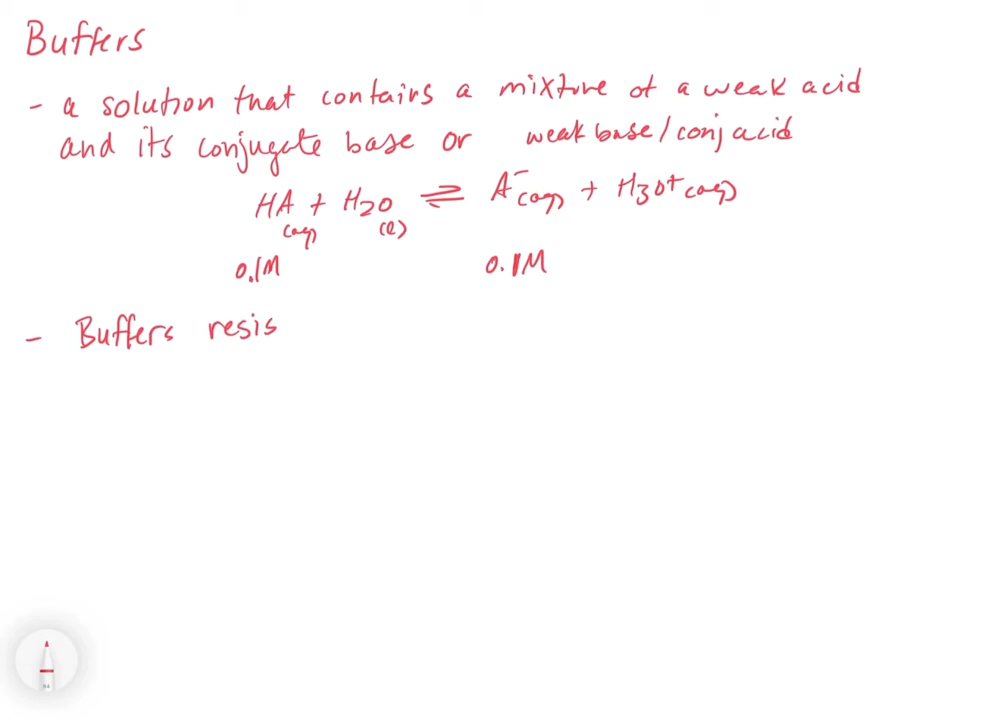 Buffers
- a solution that contains a mixture of a weak acid
and its conjugate base or weak base/conj acid
HA + H2O ⇌ A⁻(aq) + H3O+(aq)
(aq) (l)
0.1M 0.1M
- Buffers resis